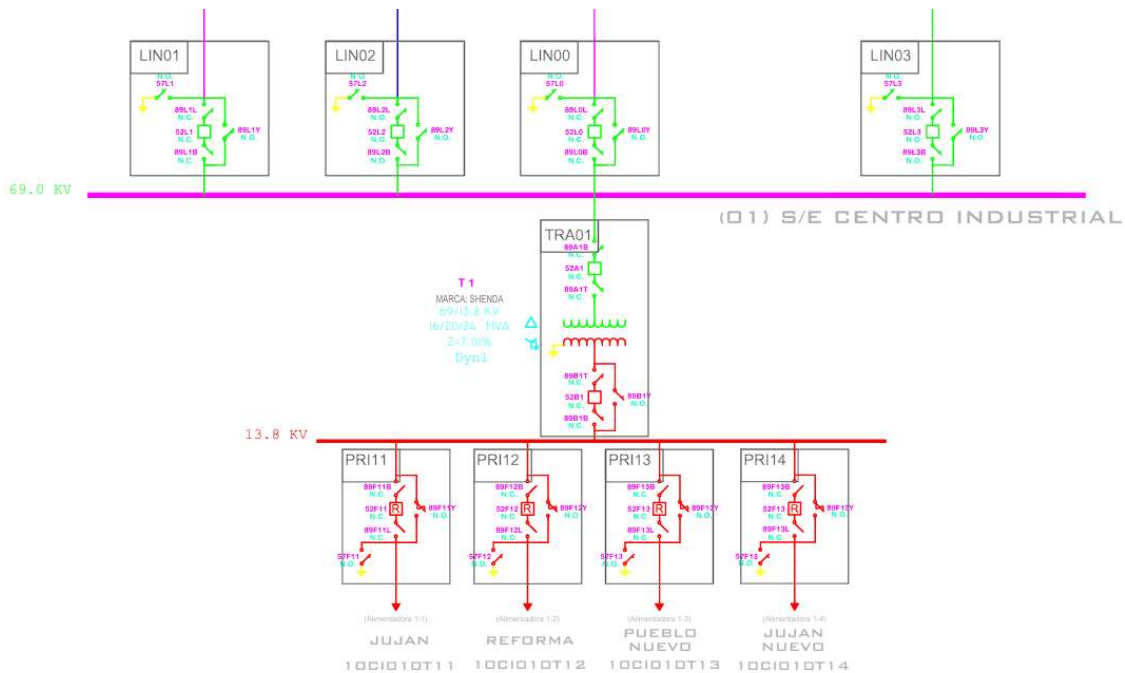 LIN01
N.O.
57L1
89L1L
N.C.
52L1
N.C.
89L1Y
N.O.
89L1B
N.C.
LIN02
N.O.
57L2
89L2L
N.C.
52L2
N.O.
89L2Y
N.O.
89L2B
N.C.
LIN00
N.O.
57L0
89L0L
N.C.
52L0
N.C.
89L0Y
N.O.
89L0B
N.C.
LIN03
N.O.
57L3
89L3L
N.C.
52L3
N.C.
89L3Y
N.O.
89L3B
N.C.
69.0 KV
(01) S/E CENTRO INDUSTRIAL
TRA01
89A1B
N.C.
52A1
N.C.
89A1T
N.C.
T 1
MARCA: SHENDA
69/13.8 KV
16/20/24 MVA
Z=7.01%
Dyn1
89B1T
N.C.
52B1
N.C.
89B1Y
N.O.
89B1B
N.C.
13.8 KV
PRI11
89F11B
N.C.
52F11
N.C.
R
89F11Y
N.O.
89F11L
N.C.
57F11
N.O.
PRI12
89F12B
N.C.
52F12
N.C.
R
89F12Y
N.O.
89F12L
N.C.
57F12
N.O.
PRI13
89F13B
N.C.
52F13
N.C.
R
89F13Y
N.O.
89F13L
N.C.
57F13
N.O.
PRI14
89F13B
N.C.
52F13
N.C.
R
89F13Y
N.O.
89F13L
N.C.
57F13
N.O.
(Alimentadora 1-1)
JUJAN
10CI010T11
(Alimentadora 1-2)
REFORMA
10CI010T12
(Alimentadora 1-3)
PUEBLO
NUEVO
10CI010T13
(Alimentadora 1-4)
JUJAN
NUEVO
10CI010T14